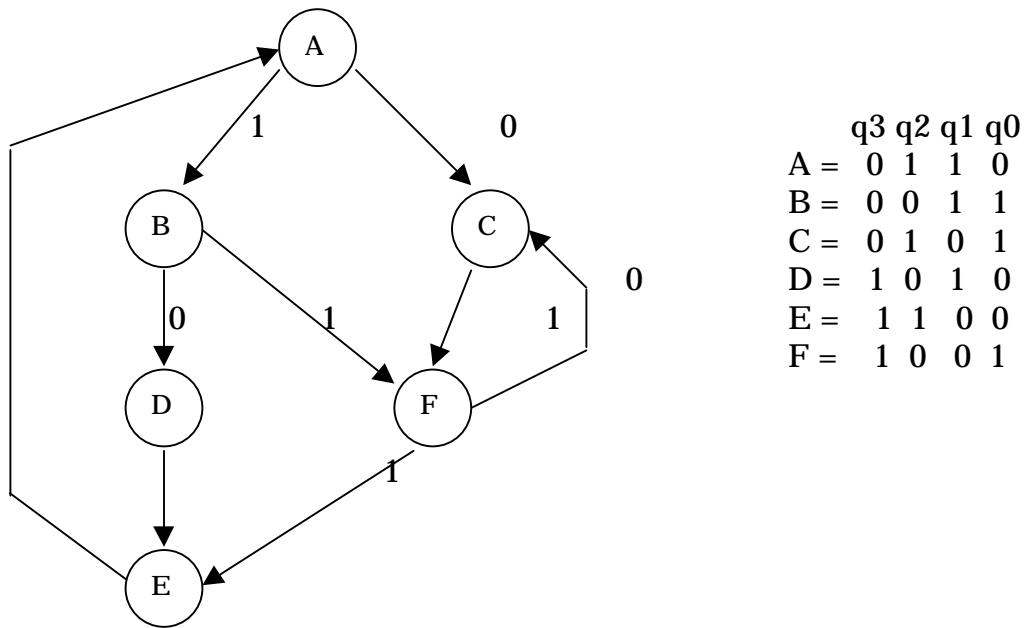 A
1 0
q3 q2 q1 q0
A = 0 1 1 0
B = 0 0 1 1
C = 0 1 0 1
D = 1 0 1 0
E = 1 1 0 0
F = 1 0 0 1
B C
0
0 1 1
D F
1
E